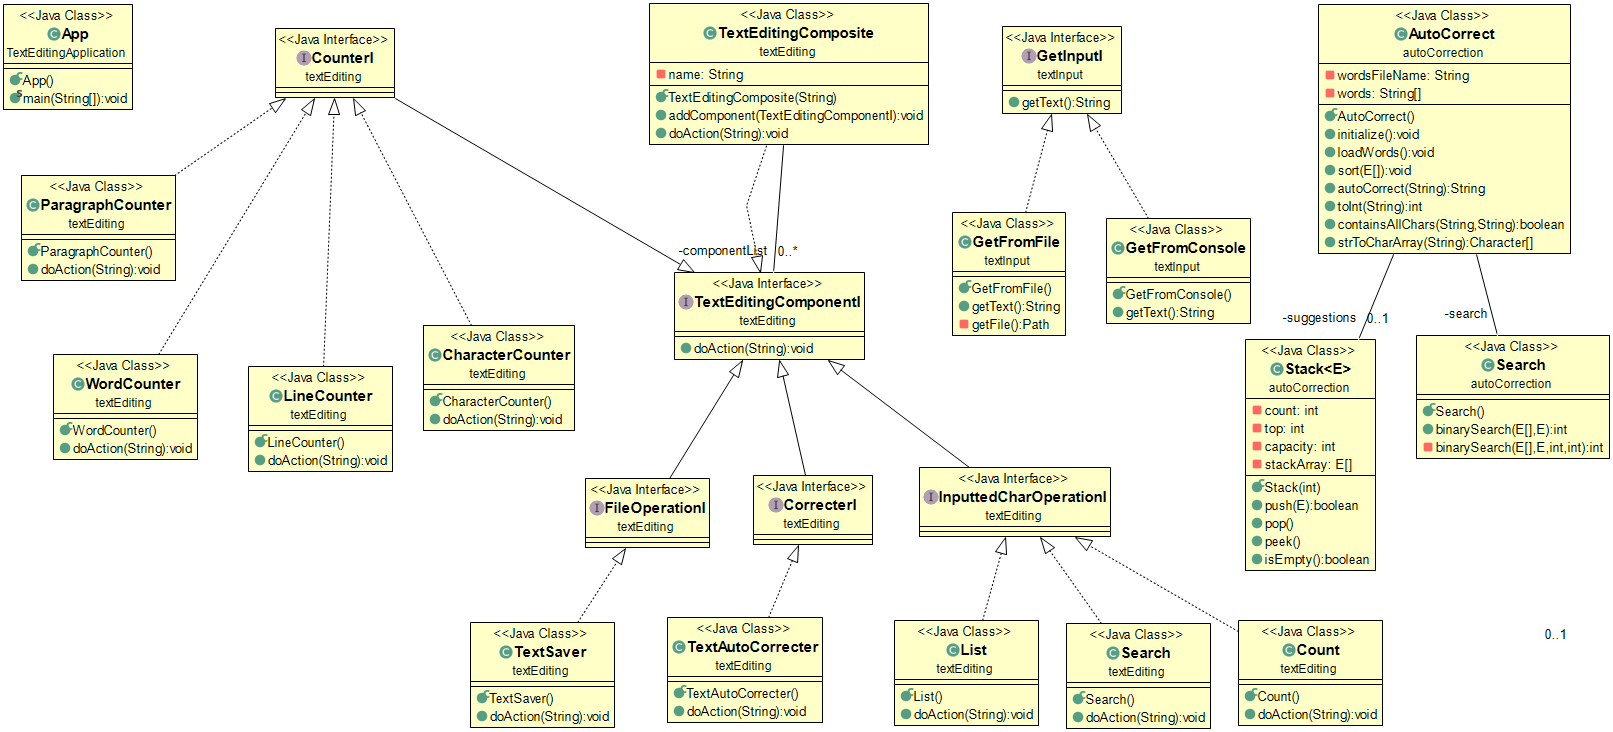 <<Java Class>>
App
TextEditingApplication
App()
main(String[]):void
<<Java Interface>>
CounterI
textEditing
<<Java Class>>
TextEditingComposite
textEditing
name: String
TextEditingComposite(String)
addComponent(TextEditingComponentI):void
doAction(String):void
<<Java Interface>>
GetInputI
textInput
getText():String
<<Java Class>>
AutoCorrect
autoCorrection
wordsFileName: String
words: String[]
AutoCorrect()
initialize():void
loadWords():void
sort(E[]):void
autoCorrect(String):String
toInt(String):int
containsAllChars(String,String):boolean
strToCharArray(String):Character[]
<<Java Class>>
ParagraphCounter
textEditing
ParagraphCounter()
doAction(String):void
<<Java Class>>
GetFromFile
textInput
GetFromFile()
getText():String
getFile():Path
<<Java Class>>
GetFromConsole
textInput
GetFromConsole()
getText():String
-componentList 0..*
<<Java Interface>>
TextEditingComponentI
textEditing
doAction(String):void
-suggestions 0..1
-search
<<Java Class>>
WordCounter
textEditing
WordCounter()
doAction(String):void
<<Java Class>>
LineCounter
textEditing
LineCounter()
doAction(String):void
<<Java Class>>
CharacterCounter
textEditing
CharacterCounter()
doAction(String):void
<<Java Class>>
Stack<E>
autoCorrection
count: int
top: int
capacity: int
stackArray: E[]
Stack(int)
push(E):boolean
pop()
peek()
isEmpty():boolean
<<Java Class>>
Search
autoCorrection
Search()
binarySearch(E[],E):int
binarySearch(E[],E,int,int):int
<<Java Interface>>
FileOperationI
textEditing
<<Java Interface>>
CorrecterI
textEditing
<<Java Interface>>
InputtedCharOperationI
textEditing
<<Java Class>>
TextSaver
textEditing
TextSaver()
doAction(String):void
<<Java Class>>
TextAutoCorrecter
textEditing
TextAutoCorrecter()
doAction(String):void
<<Java Class>>
List
textEditing
List()
doAction(String):void
<<Java Class>>
Search
textEditing
Search()
doAction(String):void
<<Java Class>>
Count
textEditing
Count()
doAction(String):void
0..1